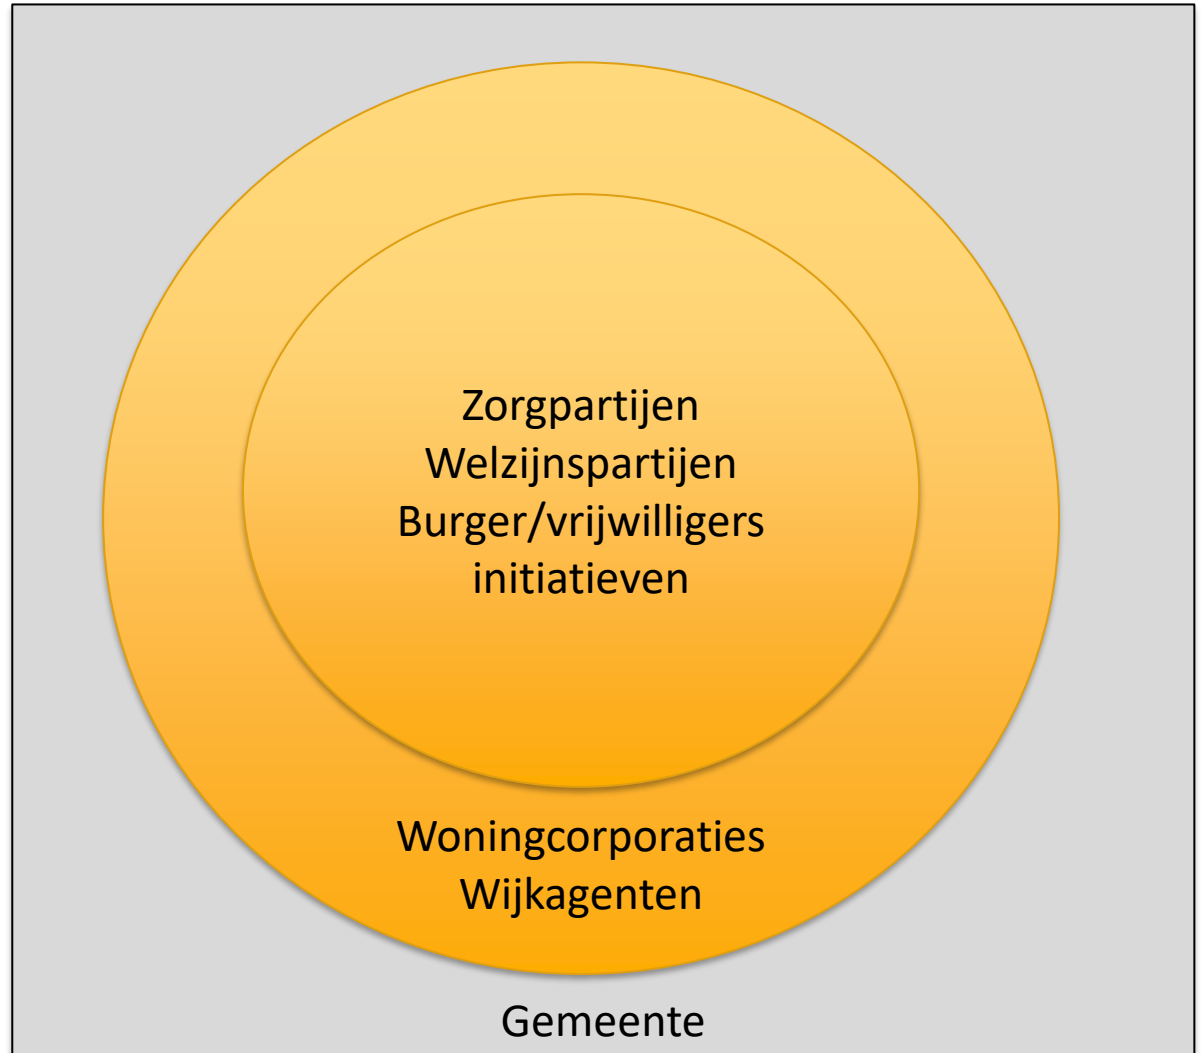 Zorgpartijen
Welzijnspartijen
Burger/vrijwilligers
initiatieven
Woningcorporaties
Wijkagenten
Gemeente